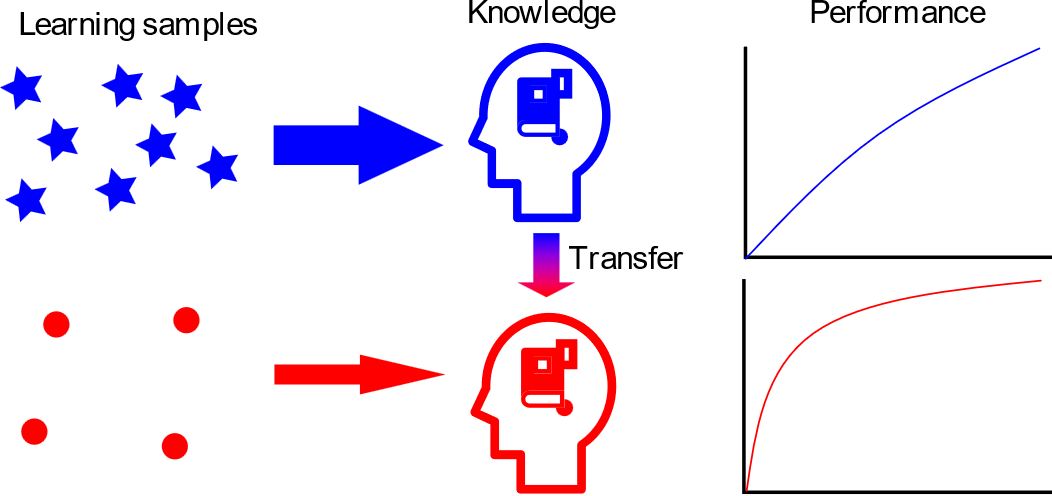 Learning samples
Knowledge
Performance
Transfer